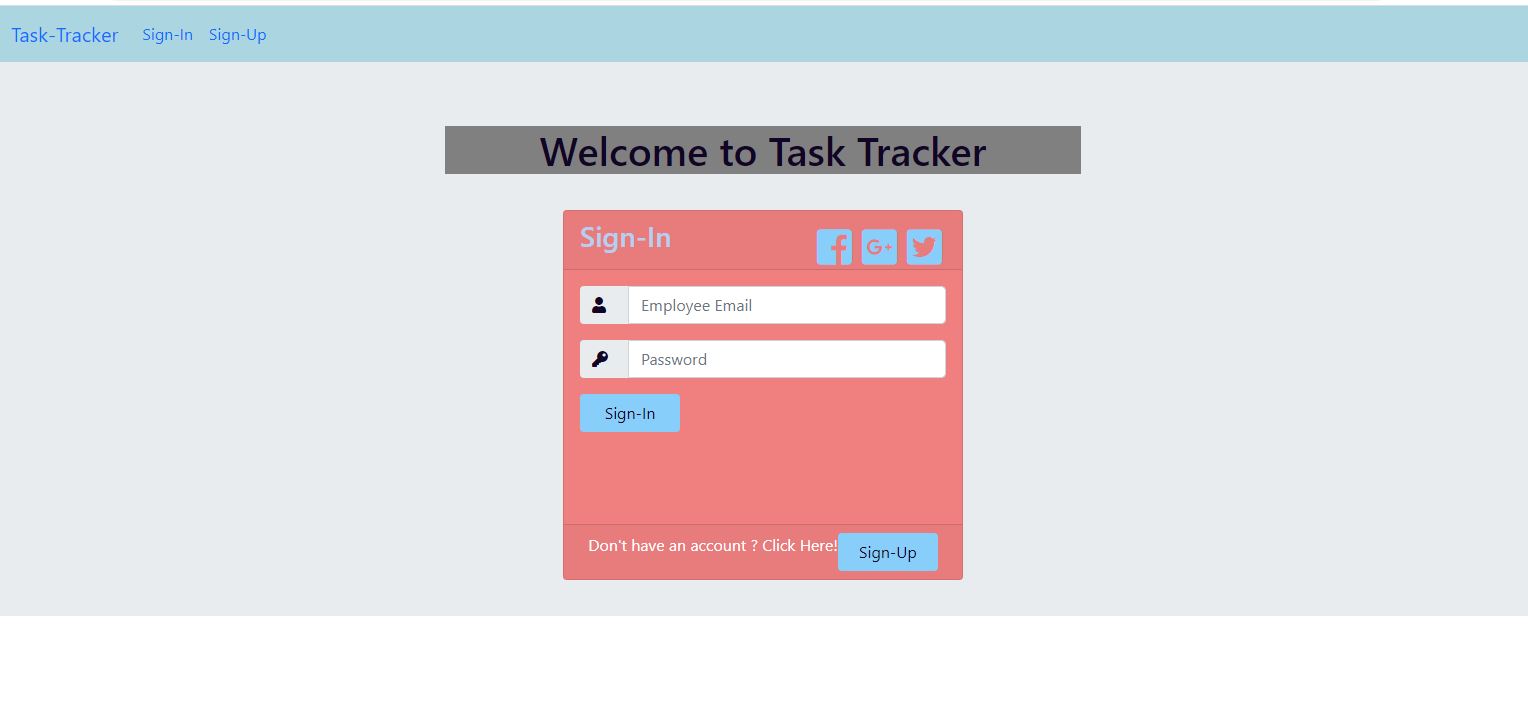 Task-Tracker Sign-In Sign-Up
Welcome to Task Tracker
Sign-In
G+
Employee Email
Password
Sign-In
Don't have an account ? Click Here! Sign-Up